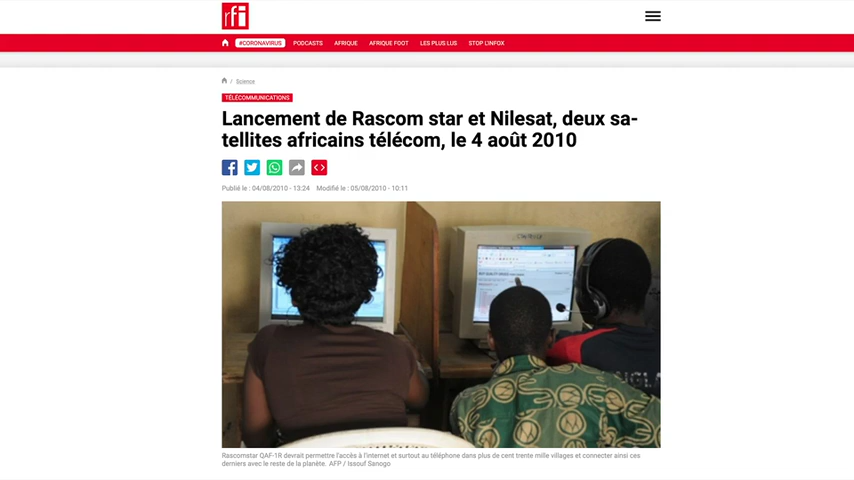 rfi
#CORONAVIRUS PODCASTS AFRIQUE AFRIQUE FOOT LES PLUS LUS STOP L'INFOX
/ Science
TÉLÉCOMMUNICATIONS
Lancement de Rascom star et Nilesat, deux sa-
tellites africains télécom, le 4 août 2010
Publié le : 04/08/2010 - 13:24 Modifié le : 05/08/2010 - 10:11
Rascomstar QAF-1R devrait permettre l'accès à l'internet et surtout au téléphone dans plus de cent trente mille villages et connecter ainsi ces
derniers avec le reste de la planète. AFP / Issouf Sanogo